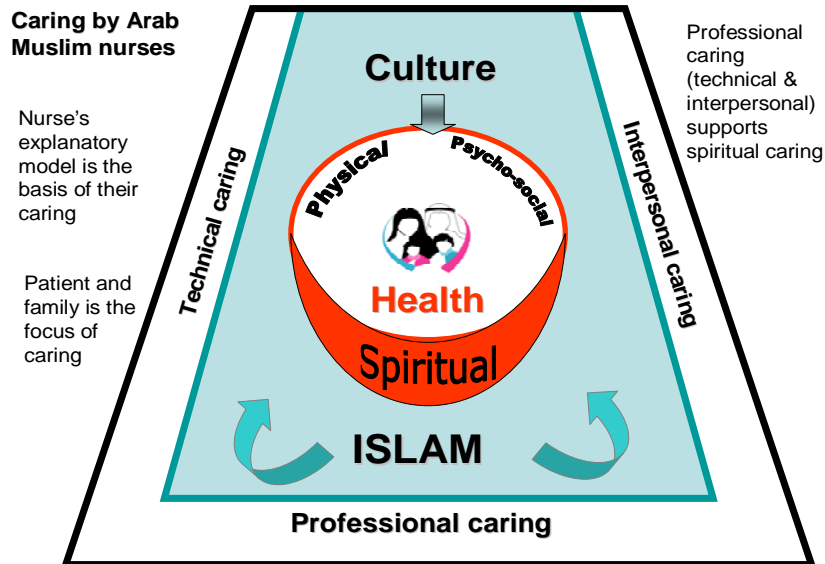 Caring by Arab
Muslim nurses
Nurse's
explanatory
model is the
basis of their
caring
Patient and
family is the
focus of
caring
Technical caring
Culture
Physical
Psycho-social
Health
Spiritual
ISLAM
Professional caring
Interpersonal caring
Professional
caring
(technical &
interpersonal)
supports
spiritual caring